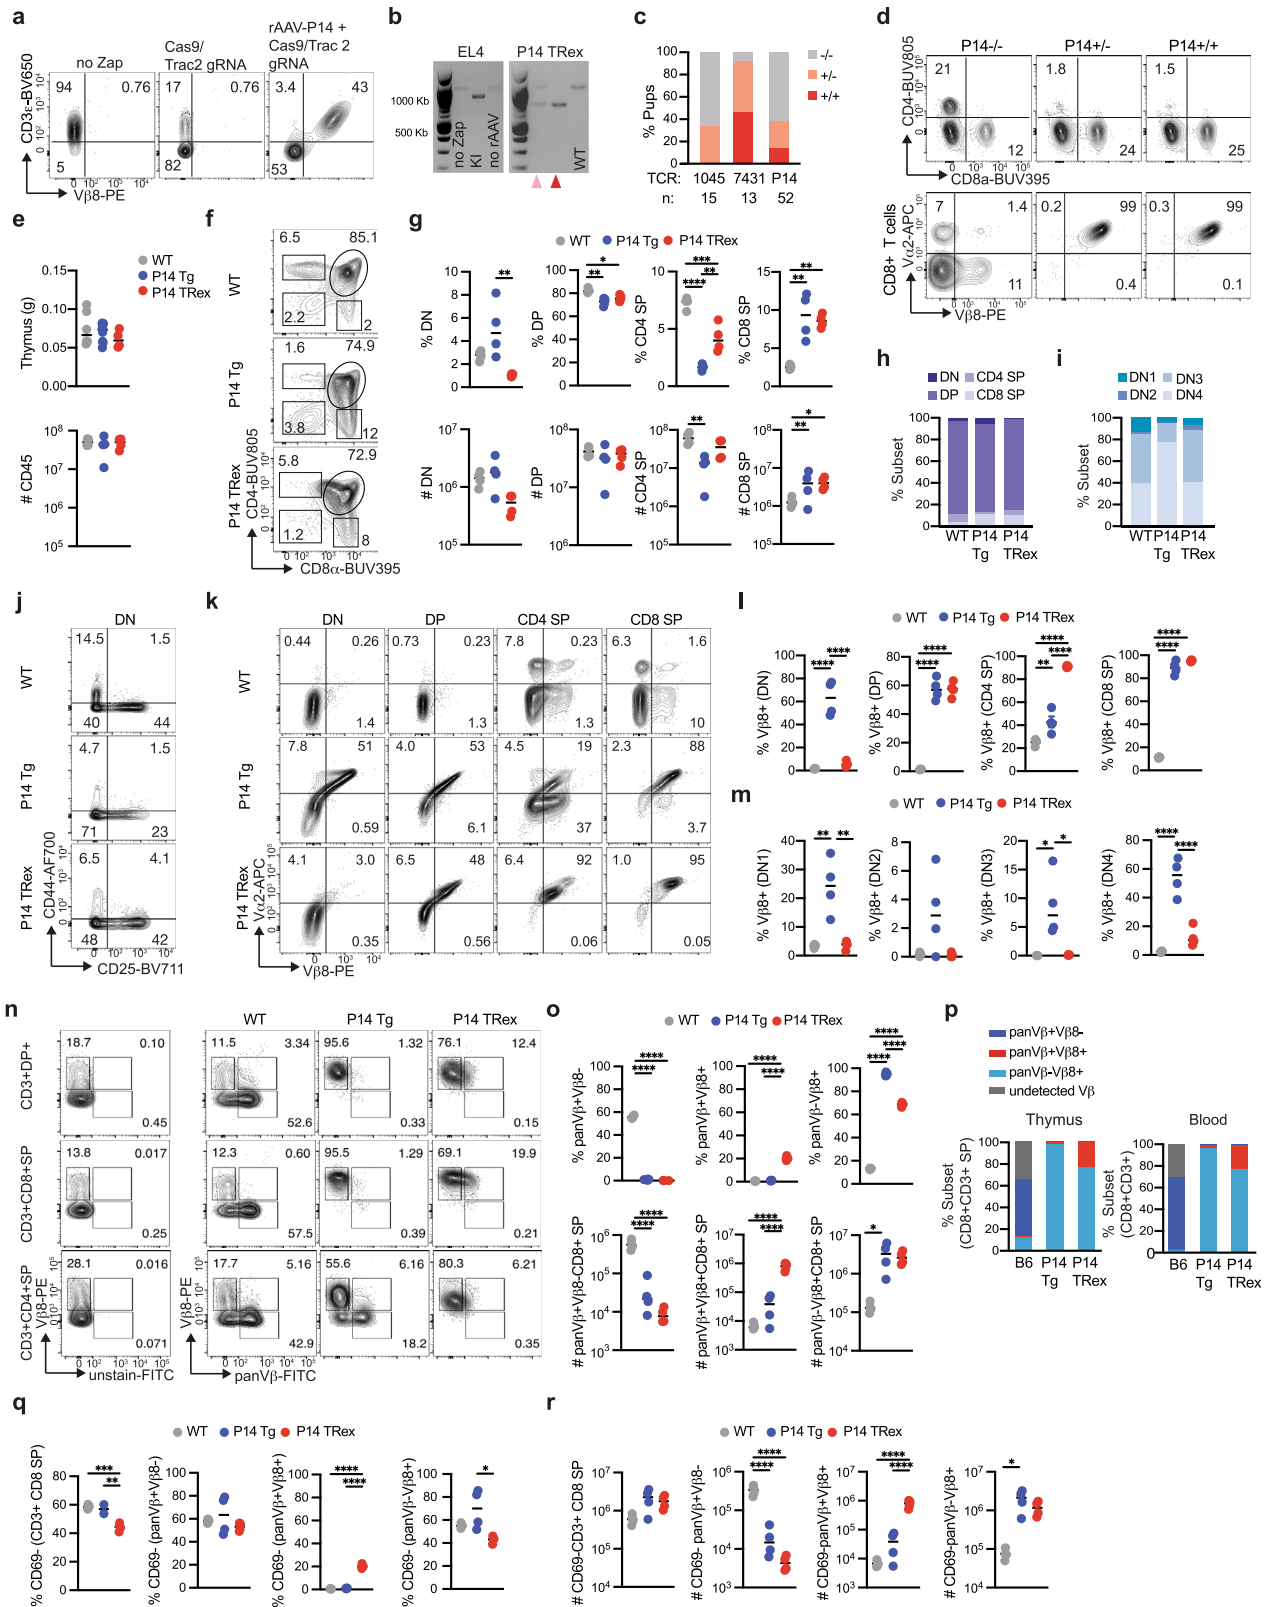 a
no Zap
Cas9/
Trac2 gRNA
rAAV-P14 +
Cas9/Trac 2
gRNA
94
0.76
17
0.76
3.4
43
5
82
53
CD3ε-BV650
Vβ8-PE
b
EL4
P14 TRex
1000 Kb
500 Kb
no Zap
KI
no rAAV
WT
c
% Pups
-/-
+/-
+/+
TCR: 1045 7431 P14
n: 15 13 52
d
P14-/-
P14+/-
P14+/+
21
1.8
1.5
12
24
25
CD4-BUV805
CD8a-BUV395
7
1.4
0.2
99
0.3
99
11
0.4
0.1
CD8+ T cells
Vα2-APC
Vβ8-PE
e
WT
P14 Tg
P14 TRex
Thymus (g)
0.15
0.10
0.05
0.00
# CD45
f
WT
6.5
85.1
2.2
2
P14 Tg
1.6
74.9
3.8
12
P14 TRex
5.8
72.9
1.2
8
CD4-BUV805
CD8α-BUV395
g
WT P14 Tg P14 TRex
% DN
% DP
% CD4 SP
% CD8 SP
# DN
# DP
# CD4 SP
# CD8 SP
h
DN CD4 SP
DP CD8 SP
% Subset
WT P14 Tg P14 TRex
i
DN1 DN3
DN2 DN4
% Subset
WT P14 Tg P14 TRex
j
DN
WT
14.5
1.5
40
44
P14 Tg
4.7
1.5
71
23
P14 TRex
6.5
4.1
48
42
CD44-AF700
CD25-BV711
k
DN DP CD4 SP CD8 SP
WT
0.44 0.26 0.73 0.23 7.8 0.23 6.3 1.6
1.4 1.3 1.3 10
P14 Tg
7.8 51 4.0 53 4.5 19 2.3 88
0.59 6.1 37 3.7
P14 TRex
4.1 3.0 6.5 48 6.4 92 1.0 95
0.35 0.56 0.06 0.05
Vα2-APC
Vβ8-PE
l
WT P14 Tg P14 TRex
% Vβ8+ (DN)
% Vβ8+ (DP)
% Vβ8+ (CD4 SP)
% Vβ8+ (CD8 SP)
m
WT P14 Tg P14 TRex
% Vβ8+ (DN1)
% Vβ8+ (DN2)
% Vβ8+ (DN3)
% Vβ8+ (DN4)
n
WT P14 Tg P14 TRex
CD3+DP+
18.7 0.10 11.5 3.34 95.6 1.32 76.1 12.4
0.45 52.6 0.33 0.15
CD3+CD8+SP
13.8 0.017 12.3 0.60 95.5 1.29 69.1 19.9
0.25 57.5 0.39 0.21
CD3+CD4+SP
28.1 0.016 17.7 5.16 55.6 6.16 80.3 6.21
0.071 42.9 18.2 0.35
Vβ8-PE
unstain-FITC
Vβ8-PE
panVβ-FITC
o
WT P14 Tg P14 TRex
% panVβ+Vβ8-
% panVβ+Vβ8+
% panVβ-Vβ8+
# panVβ+Vβ8-CD8+ SP
# panVβ+Vβ8+CD8+ SP
# panVβ-Vβ8+CD8+ SP
p
panVβ+Vβ8-
panVβ+Vβ8+
panVβ-Vβ8+
undetected Vβ
Thymus
Blood
% Subset
(CD8+CD3+ SP)
% Subset
(CD8+CD3+)
B6 P14 Tg P14 TRex
B6 P14 Tg P14 TRex
q
WT P14 Tg P14 TRex
% CD69- (CD3+ CD8 SP)
% CD69- (panVβ+Vβ8-)
% CD69- (panVβ+Vβ8+)
% CD69- (panVβ-Vβ8+)
r
WT P14 Tg P14 TRex
# CD69-CD3+ CD8 SP
# CD69- panVβ+Vβ8-
# CD69-panVβ+Vβ8+
# CD69-panVβ-Vβ8+